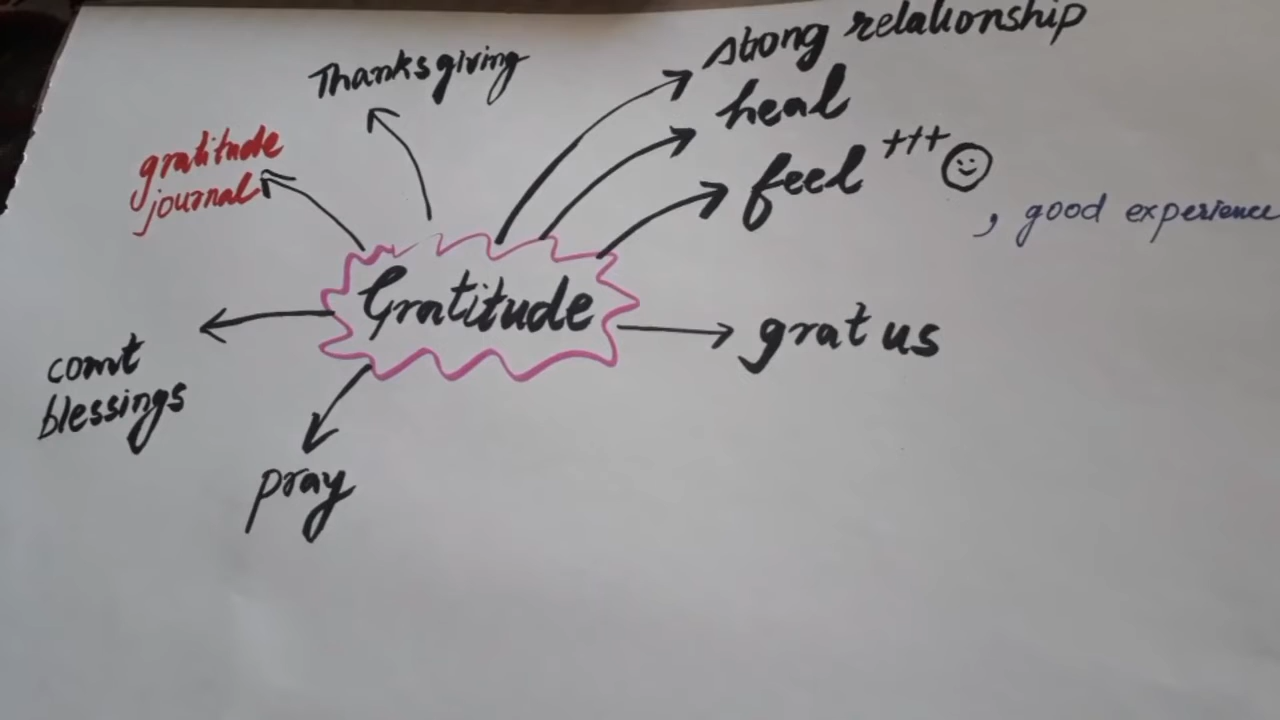 strong relationship
Thanksgiving
heal
gratitude
journal
feel +++
, good experience
Gratitude
grat us
count
blessings
pray